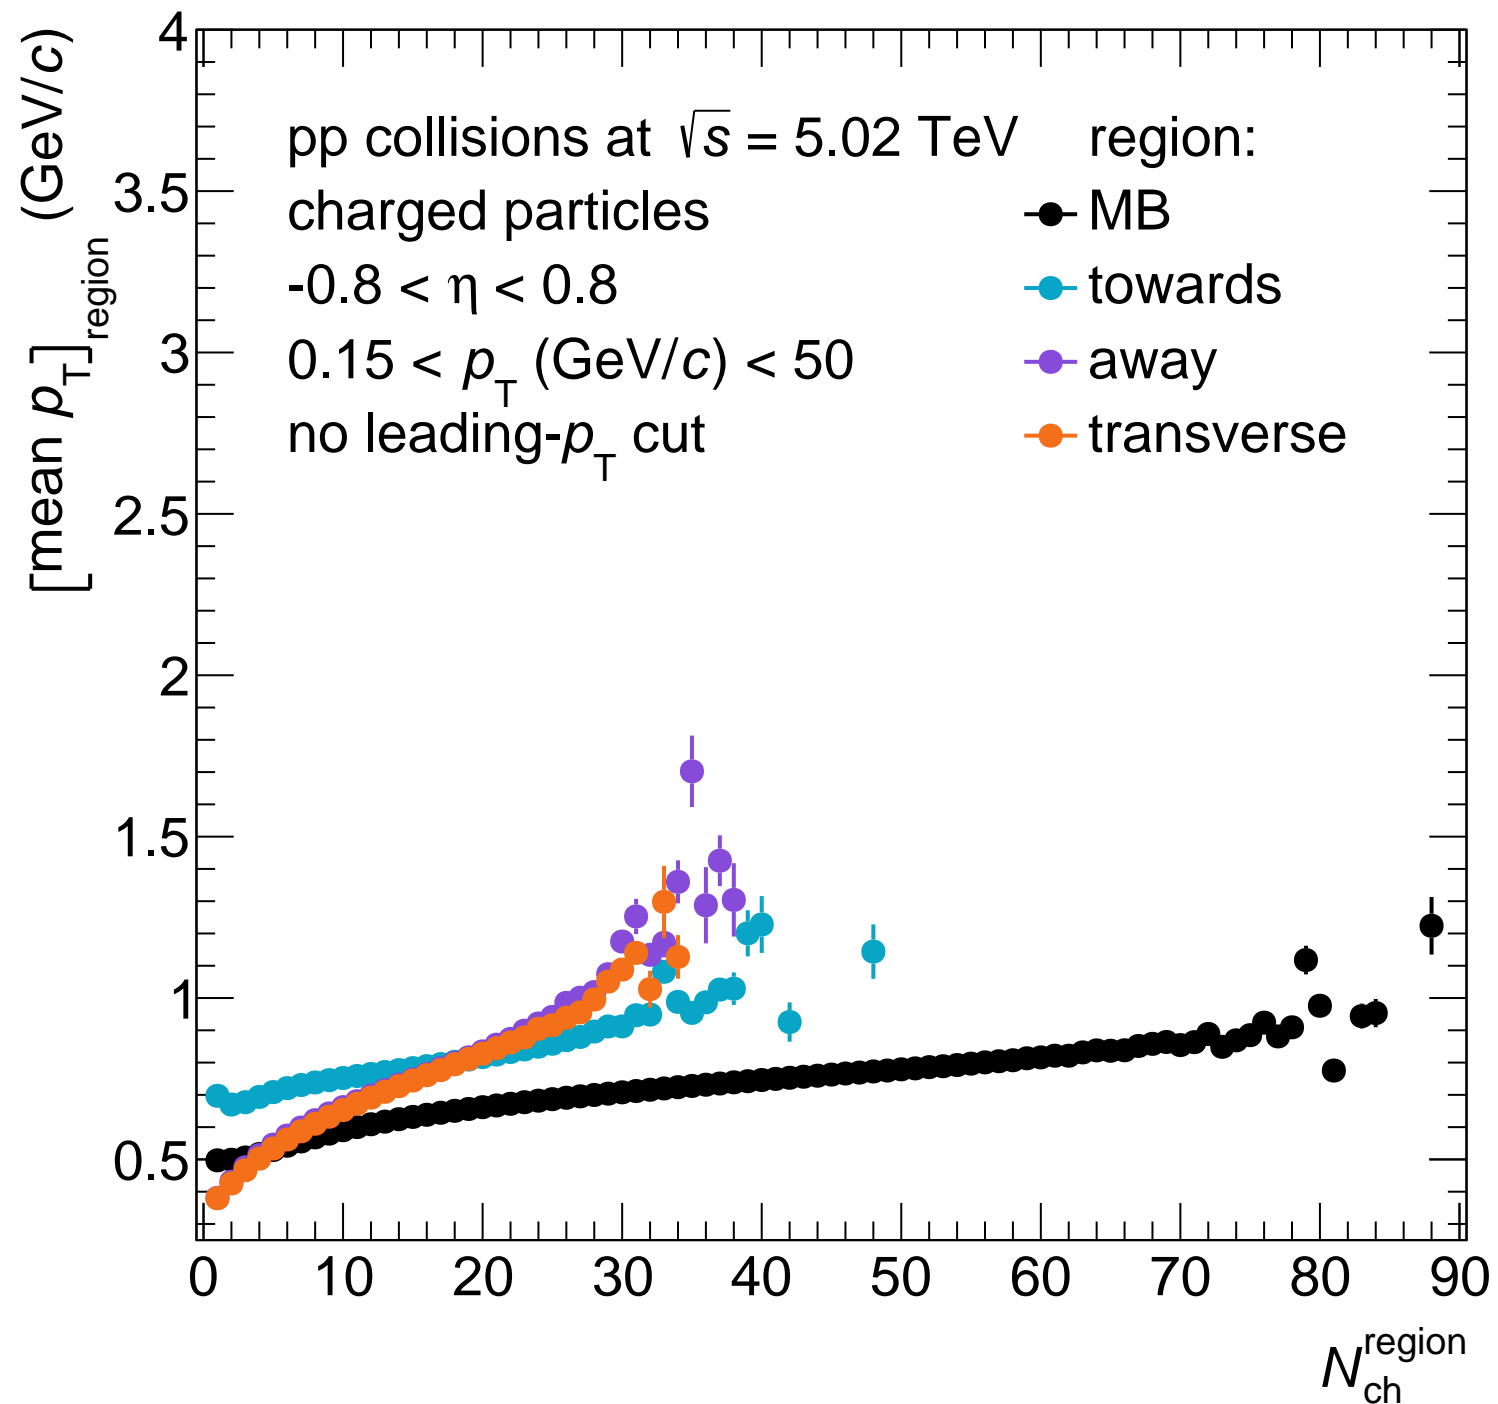 [mean pT]region (GeV/c)
4
3.5
3
2.5
2
1.5
1
0.5
pp collisions at √s = 5.02 TeV
charged particles
-0.8 < η < 0.8
0.15 < pT (GeV/c) < 50
no leading-pT cut
region:
MB
towards
away
transverse
0 10 20 30 40 50 60 70 80 90
Nch region